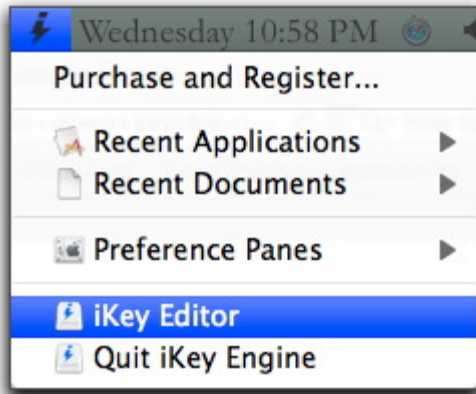 Wednesday 10:58 PM
Purchase and Register...
Recent Applications
Recent Documents
Preference Panes
iKey Editor
Quit iKey Engine